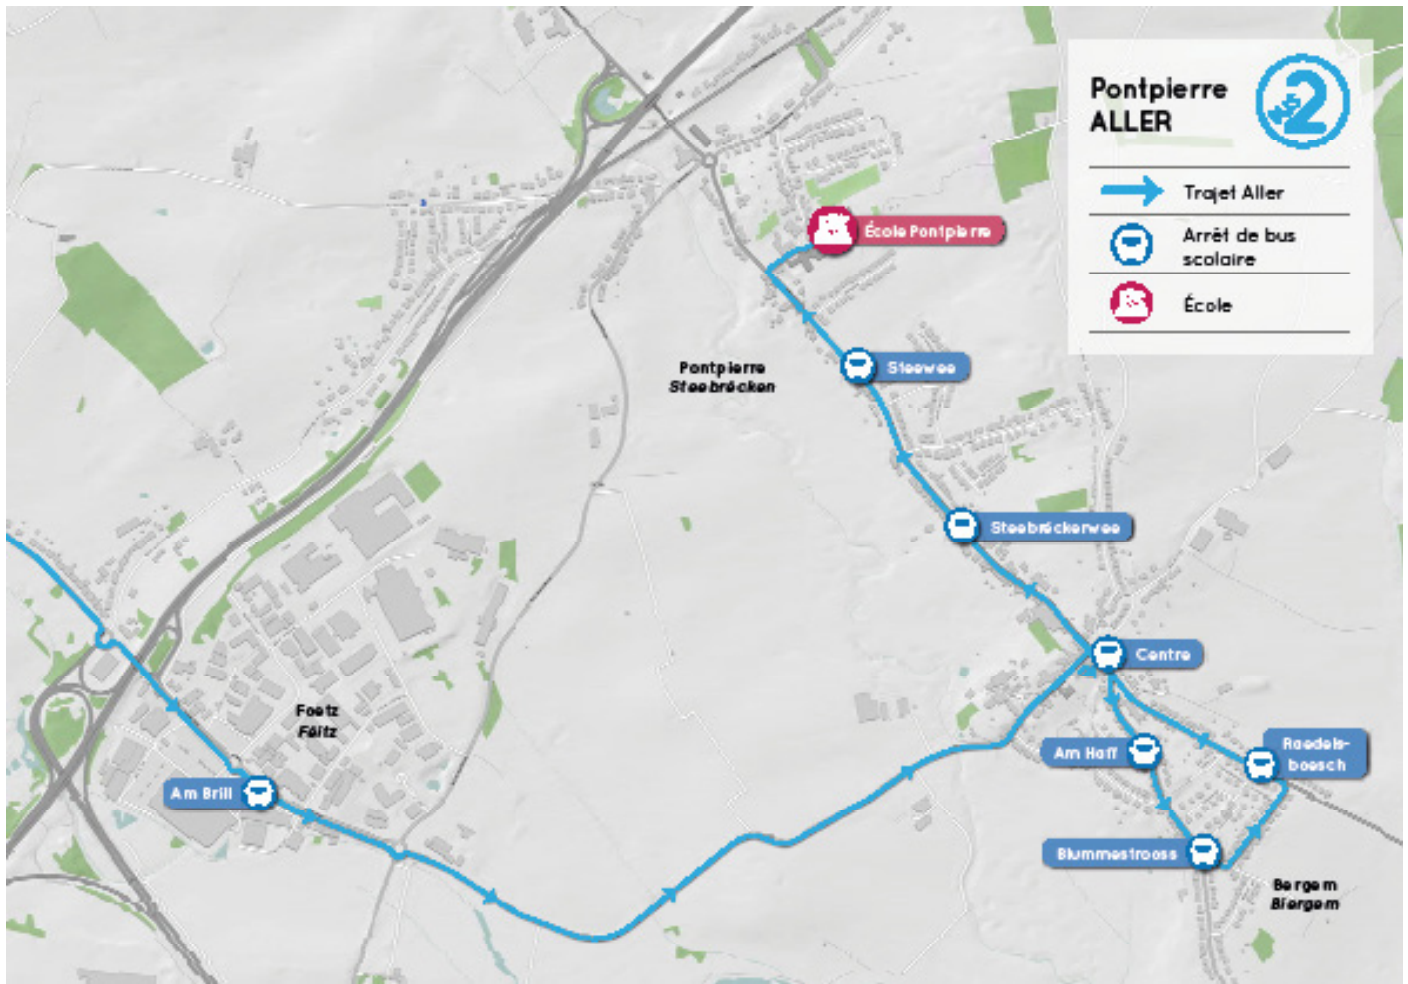 Pontpierre
ALLER
2
Trajet Aller
Arrêt de bus
scolaire
École
École Pontpierre
Steewee
Pontpierre
Steebrécken
Steebréckerwee
Centre
Foetz
Féitz
Am Brill
Am Haff
Raedels-
boesch
Blummestrooss
Bergem
Biergem